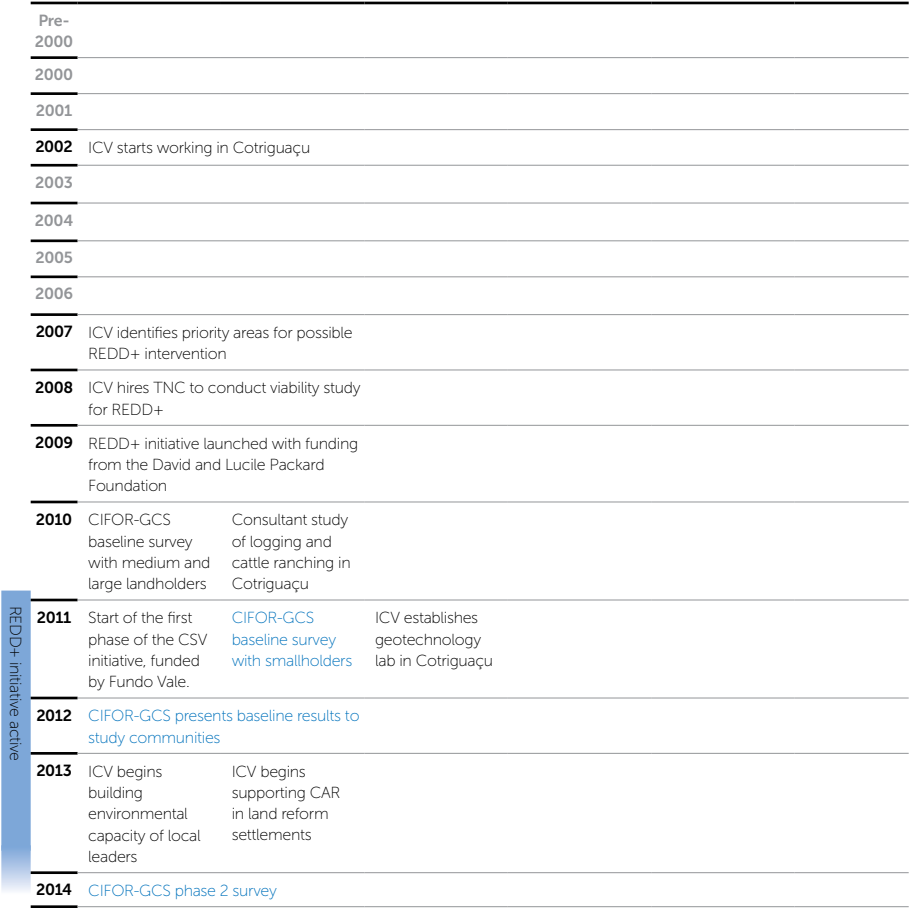 Pre-
2000
2000
2001
2002 ICV starts working in Cotriguaçu
2003
2004
2005
2006
2007 ICV identifies priority areas for possible
REDD+ intervention
2008 ICV hires TNC to conduct viability study
for REDD+
2009 REDD+ initiative launched with funding
from the David and Lucile Packard
Foundation
2010 CIFOR-GCS
baseline survey
with medium and
large landholders
Consultant study
of logging and
cattle ranching in
Cotriguaçu
REDD+ initiative active
2011 Start of the first
phase of the CSV
initiative, funded
by Fundo Vale.
CIFOR-GCS
baseline survey
with smallholders
ICV establishes
geotechnology
lab in Cotriguaçu
2012 CIFOR-GCS presents baseline results to
study communities
2013 ICV begins
building
environmental
capacity of local
leaders
ICV begins
supporting CAR
in land reform
settlements
2014 CIFOR-GCS phase 2 survey